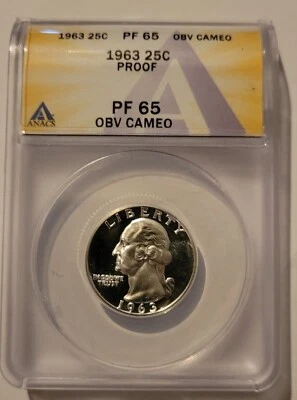 1963 25C PF 65 OBV CAMEO
1963 25C
PROOF
PF 65
OBV CAMEO
ANACS
LIBERTY
IN GOD WE
TRUST
1963